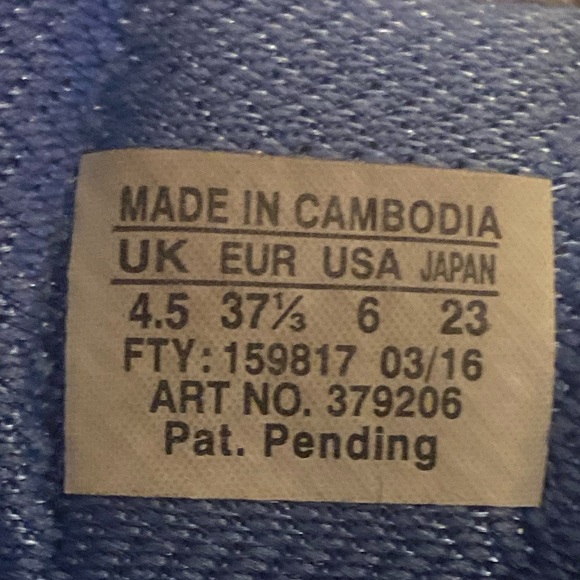 MADE IN CAMBODIA
UK EUR USA JAPAN
4.5 37⅓ 6 23
FTY: 159817 03/16
ART NO. 379206
Pat. Pending